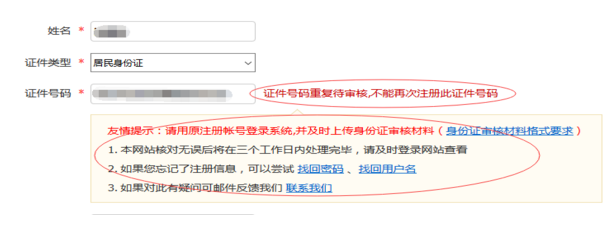 姓名 *
证件类型 * 居民身份证
证件号码 * 证件号码重复待审核,不能再次注册此证件号码
友情提示：请用原注册帐号登录系统,并及时上传身份证审核材料（身份证审核材料格式要求）
1. 本网站核对无误后将在三个工作日内处理完毕，请及时登录网站查看
2. 如果您忘记了注册信息，可以尝试 找回密码 、 找回用户名
3. 如果对此有疑问可邮件反馈我们 联系我们